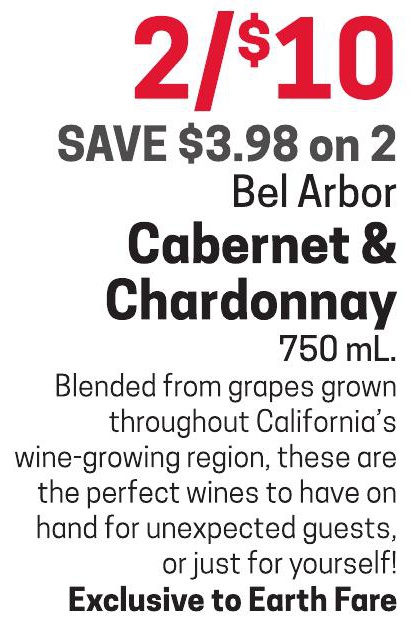 2/$10
SAVE $3.98 on 2
Bel Arbor
Cabernet &
Chardonnay
750 mL.
Blended from grapes grown
throughout California's
wine-growing region, these are
the perfect wines to have on
hand for unexpected guests,
or just for yourself!
Exclusive to Earth Fare